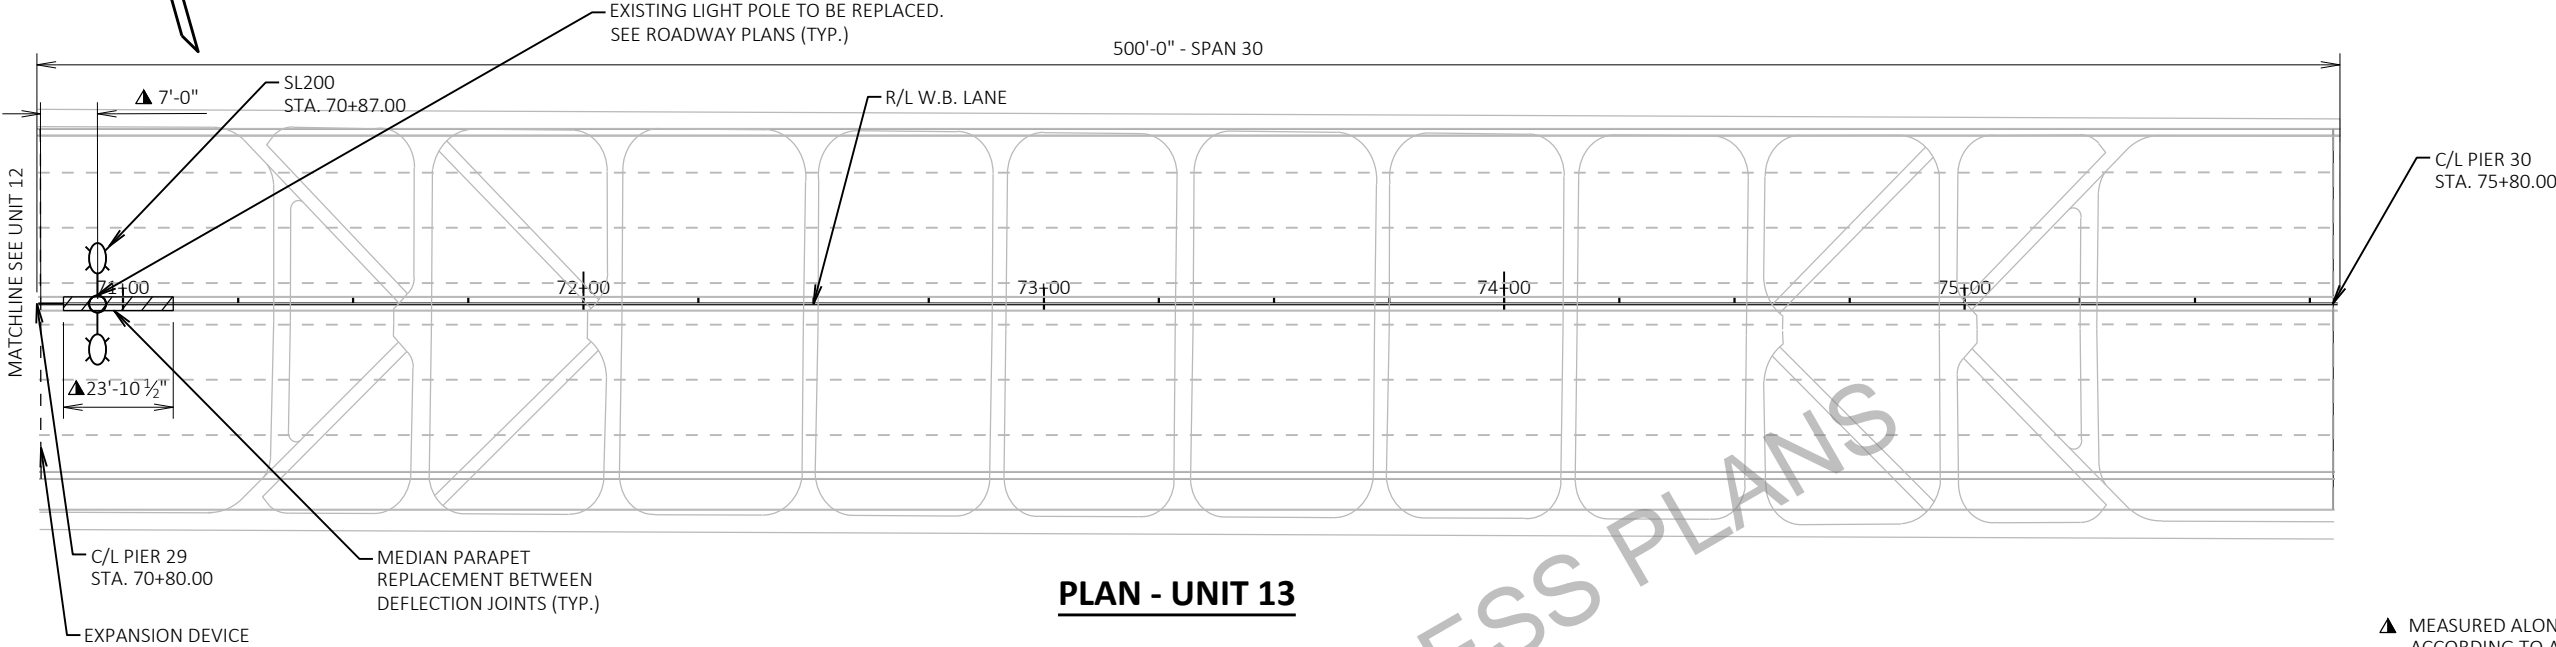 EXISTING LIGHT POLE TO BE REPLACED.
SEE ROADWAY PLANS (TYP.)
500'-0" - SPAN 30
SL200
STA. 70+87.00
7'-0"
R/L W.B. LANE
C/L PIER 30
STA. 75+80.00
MATCHLINE SEE UNIT 12
71+00
72+00
73+00
74+00
75+00
23'-10 ½"
C/L PIER 29
STA. 70+80.00
MEDIAN PARAPET
REPLACEMENT BETWEEN
DEFLECTION JOINTS (TYP.)
EXPANSION DEVICE
PLAN - UNIT 13
ESS PLANS
MEASURED ALON
ACCORDING TO A